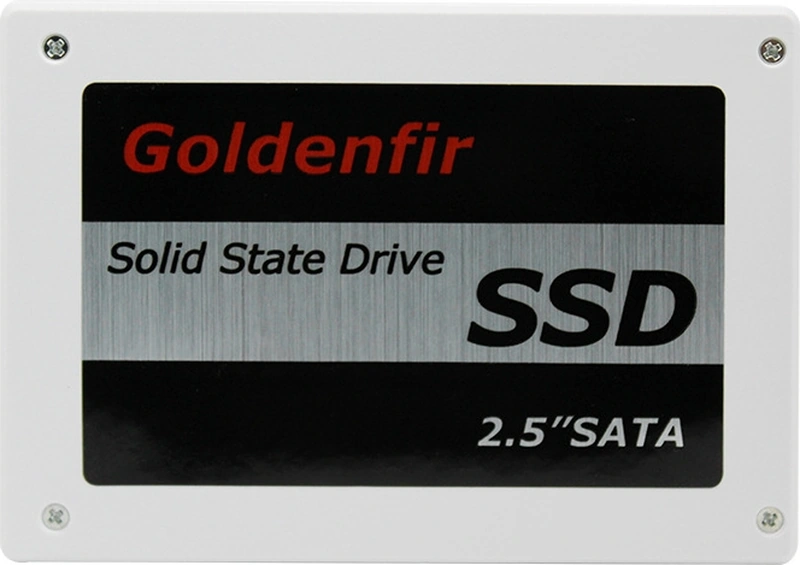 Goldenfir
Solid State Drive
SSD
2.5"SATA